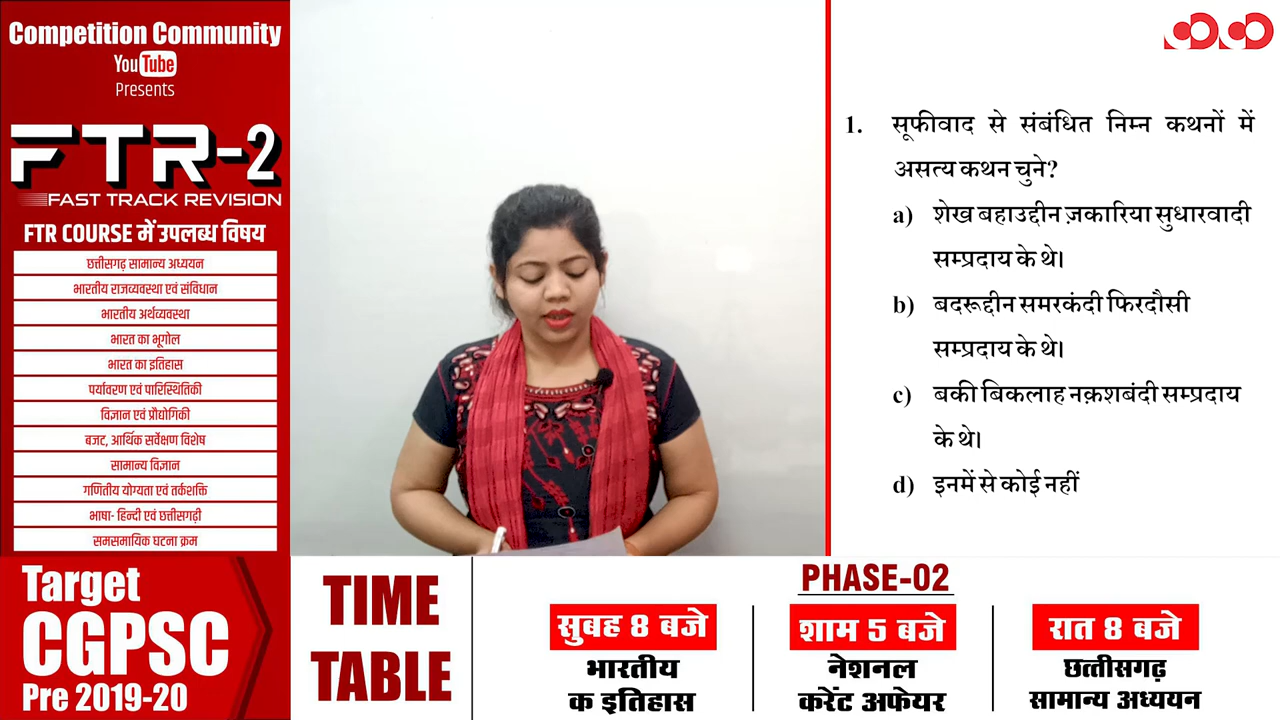 Competition Community
YouTube
Presents
FTR-2
FAST TRACK REVISION
FTR COURSE में उपलब्ध विषय
छत्तीसगढ़ सामान्य अध्ययन
भारतीय राजव्यवस्था एवं संविधान
भारतीय अर्थव्यवस्था
भारत का भूगोल
भारत का इतिहास
पर्यावरण एवं पारिस्थितिकी
विज्ञान एवं प्रौद्योगिकी
बजट, आर्थिक सर्वेक्षण विशेष
सामान्य विज्ञान
गणितीय योग्यता एवं तर्कशक्ति
भाषा- हिन्दी एवं छत्तीसगढ़ी
समसमायिक घटना क्रम
Target
CGPSC
Pre 2019-20
1. सूफीवाद से संबंधित निम्न कथनों में
असत्य कथन चुने?
a) शेख बहाउद्दीन ज़कारिया सुधारवादी
सम्प्रदाय के थे।
b) बदरूद्दीन समरकंदी फिरदौसी
सम्प्रदाय के थे।
c) बकी बिकलाह नक़शबंदी सम्प्रदाय
के थे।
d) इनमें से कोई नहीं
TIME
TABLE
PHASE-02
सुबह 8 बजे
भारतीय
क इतिहास
शाम 5 बजे
नेशनल
करेंट अफेयर
रात 8 बजे
छत्तीसगढ़
सामान्य अध्ययन